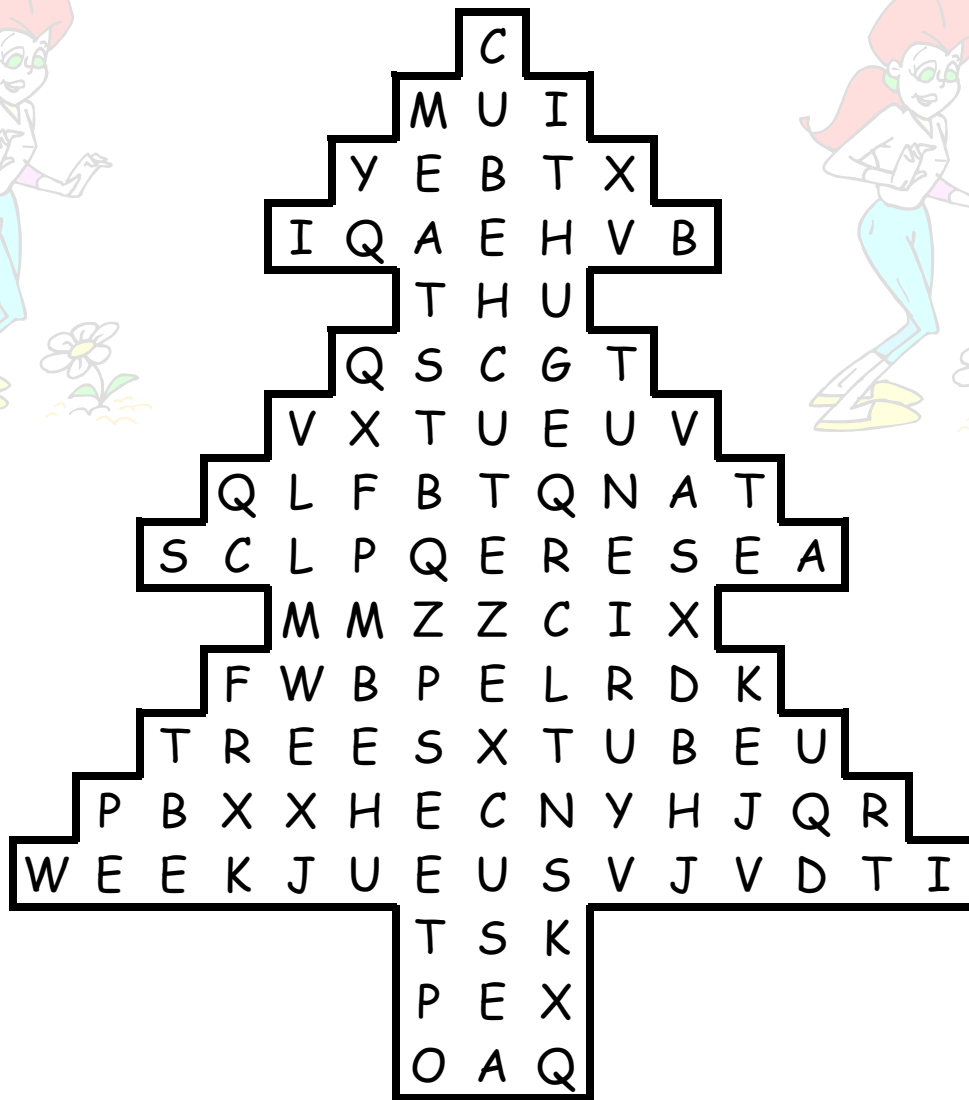 C
M U I
Y E B T X
I Q A E H V B
T H U
Q S C G T
V X T U E U V
Q L F B T Q N A T
S C L P Q E R E S E A
M M Z Z C I X
F W B P E L R D K
T R E E S X T U B E U
P B X X H E C N Y H J Q R
W E E K J U E U S V J V D T I
T S K
P E X
O A Q